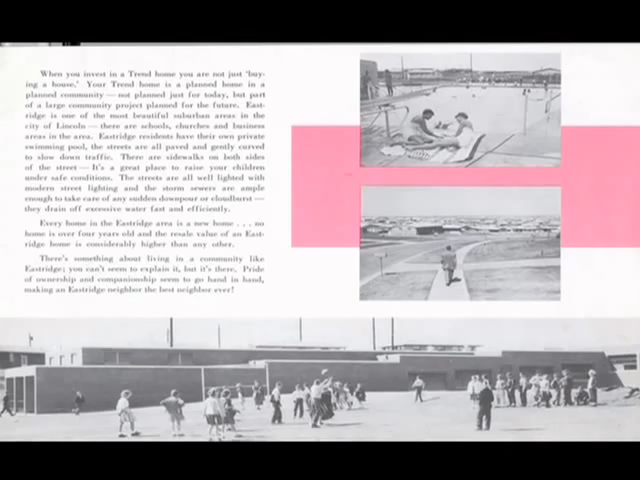 When you invest in a Trend home you are not just 'buy-
ing a house.' Your Trend home is a planned home in a
planned community — not planned just for today, but part
of a large community project planned for the future. East-
ridge is one of the most beautiful suburban areas in the
city of Lincoln — there are schools, churches and business
areas in the area. Eastridge residents have their own private
swimming pool, the streets are all paved and gently curved
to slow down traffic. There are sidewalks on both sides
of the street — It's a great place to raise your children
under safe conditions. The streets are all well lighted with
modern street lighting and the storm sewers are ample
enough to take care of any sudden downpour or cloudburst —
they drain off excessive water fast and efficiently.
Every home in the Eastridge area is a new home . . . no
home is over four years old and the resale value of an East-
ridge home is considerably higher than any other.
There's something about living in a community like
Eastridge; you can't seem to explain it, but it's there. Pride
of ownership and companionship seem to go hand in hand,
making an Eastridge neighbor the best neighbor ever!